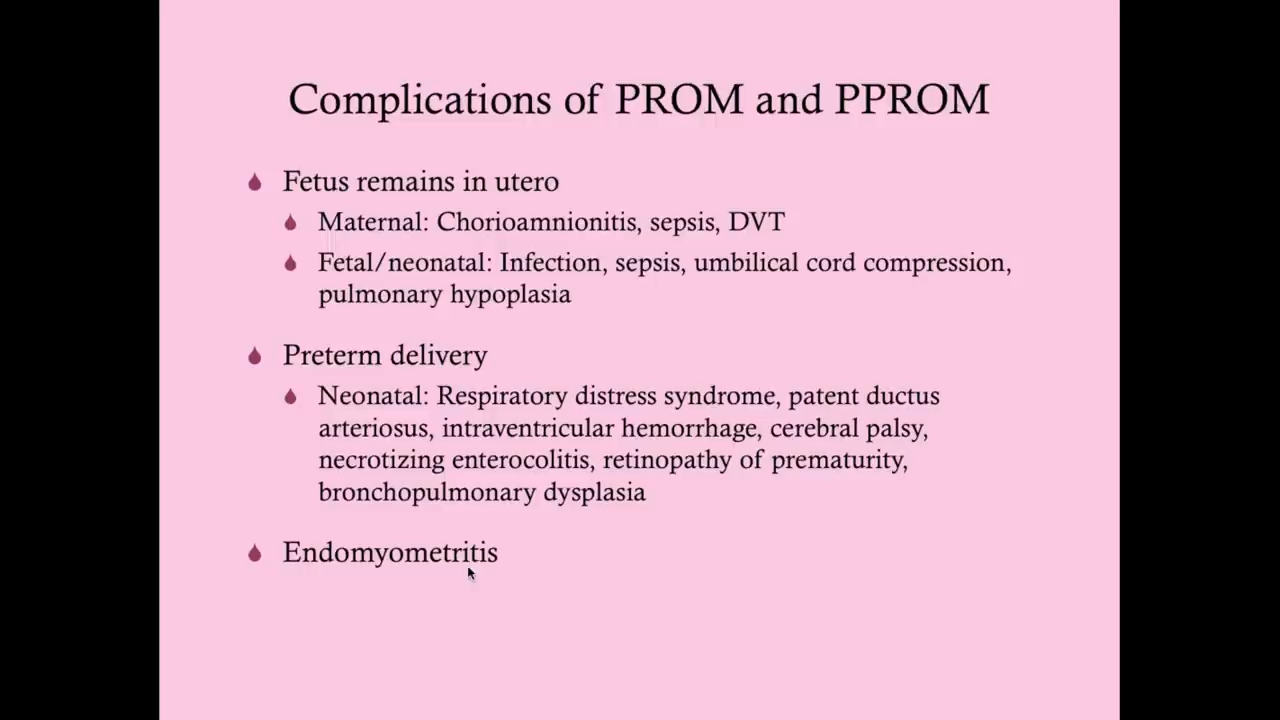 Complications of PROM and PPROM
Fetus remains in utero
Maternal: Chorioamnionitis, sepsis, DVT
Fetal/neonatal: Infection, sepsis, umbilical cord compression,
pulmonary hypoplasia
Preterm delivery
Neonatal: Respiratory distress syndrome, patent ductus
arteriosus, intraventricular hemorrhage, cerebral palsy,
necrotizing enterocolitis, retinopathy of prematurity,
bronchopulmonary dysplasia
Endomyometritis